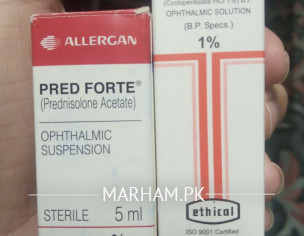 ALLERGAN
PRED FORTE®
(Prednisolone Acetate)
OPHTHALMIC
SUSPENSION
STERILE 5 ml
(Cyclopentolate HCl 1%) B.P.
OPHTHALMIC SOLUTION
(B.P. Specs.)
1%
ethical
ISO 9001: Certified
MARHAM.PK